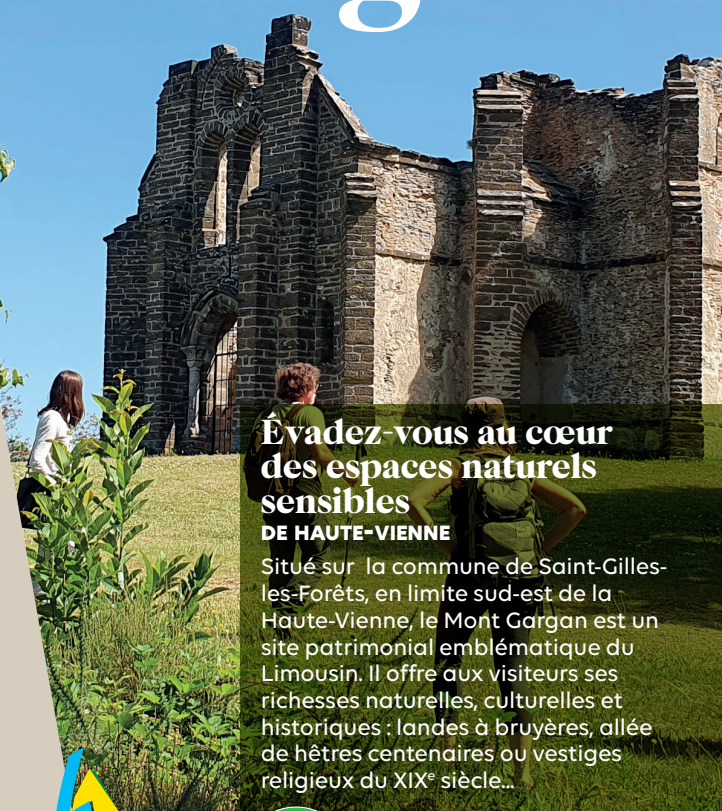 g
Évadez-vous au cœur
des espaces naturels
sensibles
DE HAUTE-VIENNE
Situé sur la commune de Saint-Gilles-
les-Forêts, en limite sud-est de la
Haute-Vienne, le Mont Gargan est un
site patrimonial emblématique du
Limousin. Il offre aux visiteurs ses
richesses naturelles, culturelles et
historiques : landes à bruyères, allée
de hêtres centenaires ou vestiges
religieux du XIXe siècle...